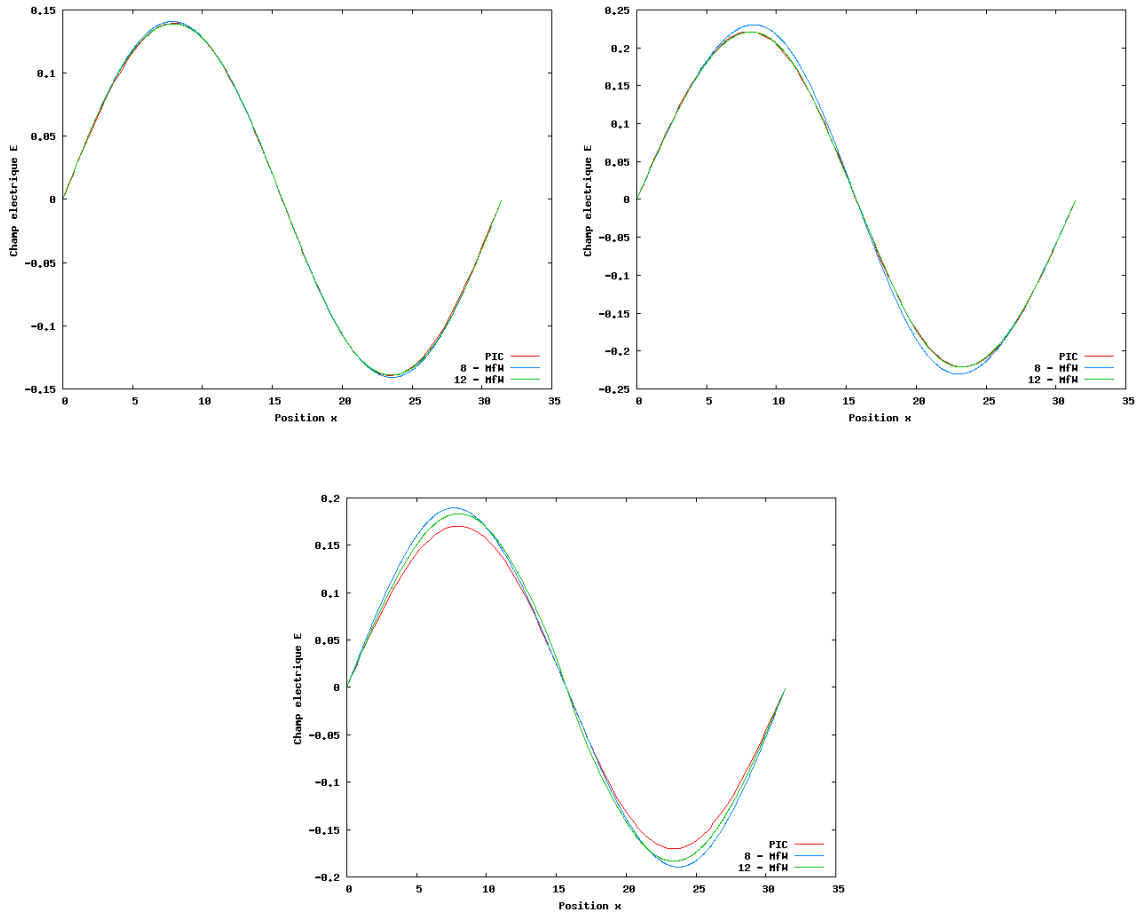 0.15
0.1
0.05
0
-0.05
-0.1
-0.15
Champ electrique E
0 5 10 15 20 25 30 35
Position x
PIC
8 - MfW
12 - MfW
0.25
0.2
0.15
0.1
0.05
0
-0.05
-0.1
-0.15
-0.2
-0.25
Champ electrique E
0 5 10 15 20 25 30 35
Position x
PIC
8 - MfW
12 - MfW
0.2
0.15
0.1
0.05
0
-0.05
-0.1
-0.15
-0.2
Champ electrique E
0 5 10 15 20 25 30 35
Position x
PIC
8 - MfW
12 - MfW